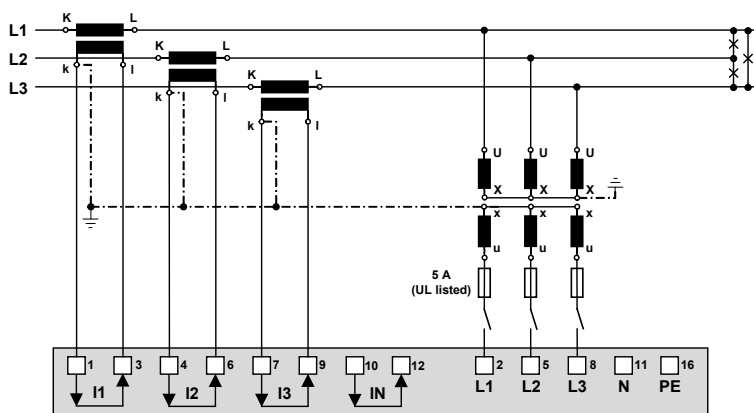 K L
L1
K L
L2
k l
K L
L3
k l
k l
U U U
X X X
x x x
u u u
5 A
(UL listed)
1 3 4 6 7 9 10 12 2 5 8 11 16
I1 I2 I3 IN L1 L2 L3 N PE